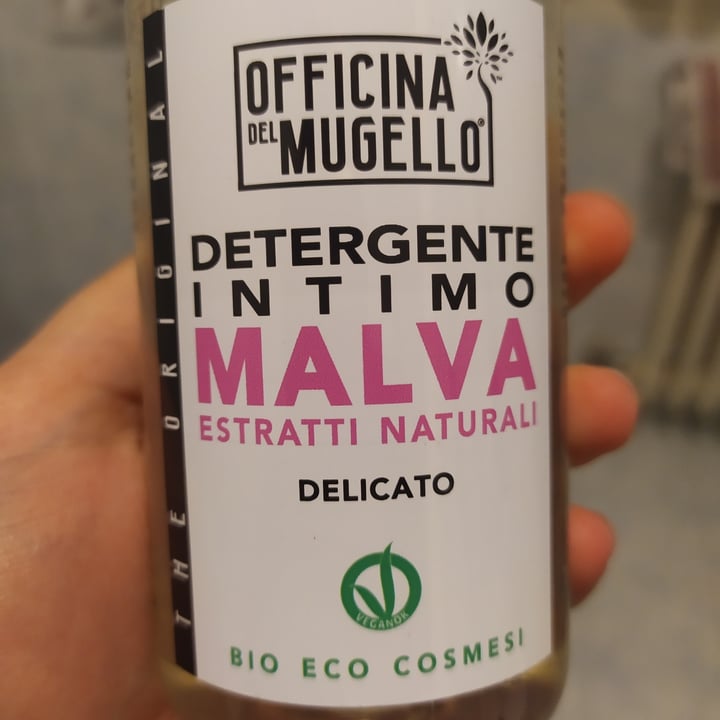 OFFICINA
DEL MUGELLO®
DETERGENTE
INTIMO
MALVA
ESTRATTI NATURALI
DELICATO
VEGANOK
BIO ECO COSMESI
THE ORIGINAL